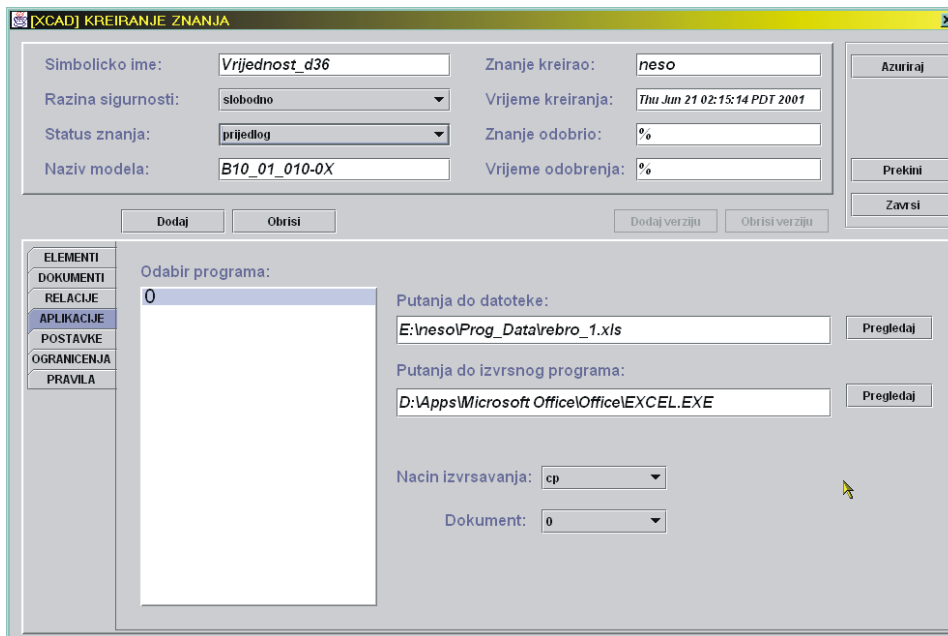 [XCAD] KREIRANJE ZNANJA
Simbolicko ime: Vrijednost_d36 Znanje kreirao: neso Azuriraj
Razina sigurnosti: slobodno Vrijeme kreiranja: Thu Jun 21 02:15:14 PDT 2001
Status znanja: prijedlog Znanje odobrio: %
Naziv modela: B10_01_010-0X Vrijeme odobrenja: % Prekini
Zavrsi
Dodaj Obrisi Dodaj verziju Obrisi verziju
ELEMENTI
DOKUMENTI
RELACIJE
APLIKACIJE
POSTAVKE
OGRANICENJA
PRAVILA
Odabir programa:
0
Putanja do datoteke:
E:\neso\Prog_Data\rebro_1.xls Pregledaj
Putanja do izvrsnog programa:
D:\Apps\Microsoft Office\Office\EXCEL.EXE Pregledaj
Nacin izvrsavanja: cp
Dokument: 0